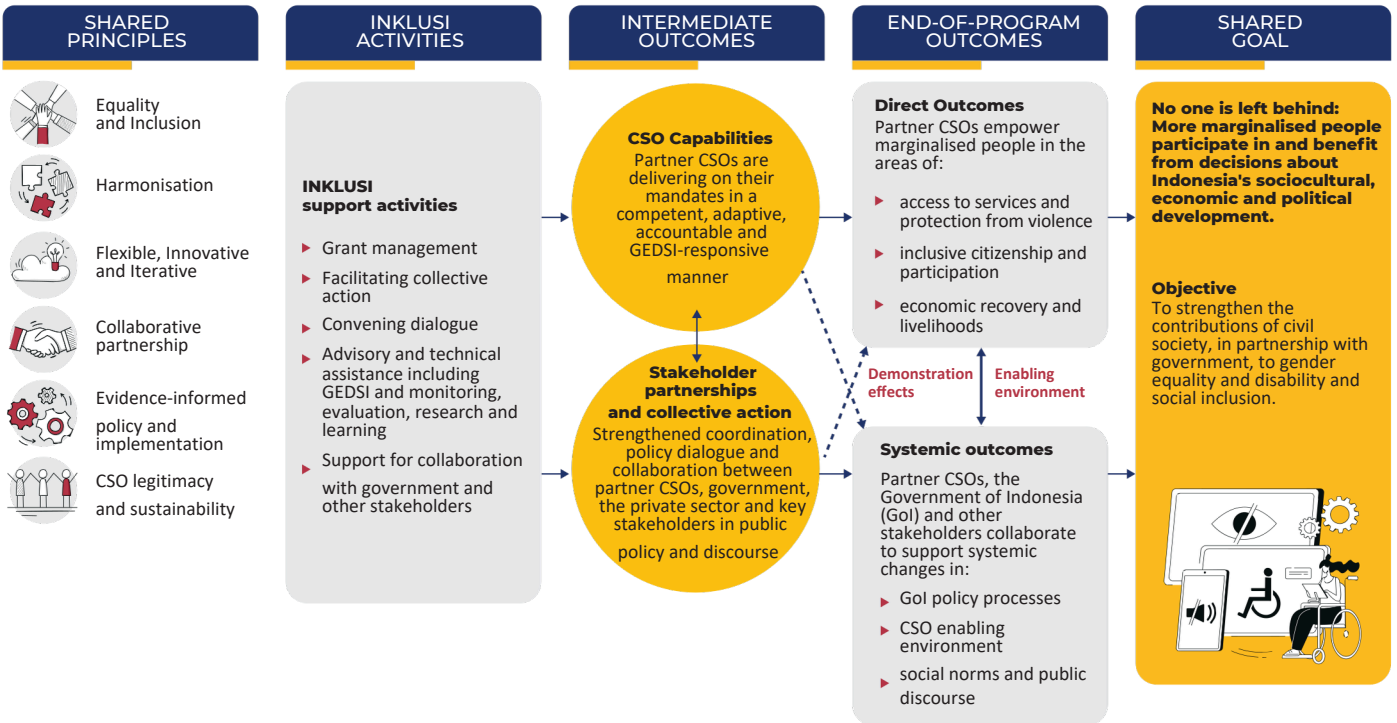 SHARED
PRINCIPLES
INKLUSI
ACTIVITIES
INTERMEDIATE
OUTCOMES
END-OF-PROGRAM
OUTCOMES
SHARED
GOAL
Equality
and Inclusion
Harmonisation
Flexible, Innovative
and Iterative
Collaborative
partnership
Evidence-informed
policy and
implementation
CSO legitimacy
and sustainability
INKLUSI
support activities
Grant management
Facilitating collective
action
Convening dialogue
Advisory and technical
assistance including
GEDSI and monitoring,
evaluation, research and
learning
Support for collaboration
with government and
other stakeholders
CSO Capabilities
Partner CSOs are
delivering on their
mandates in a
competent, adaptive,
accountable and
GEDSI-responsive
manner
Stakeholder
partnerships
and collective action
Strengthened coordination,
policy dialogue and
collaboration between
partner CSOs, government,
the private sector and key
stakeholders in public
policy and discourse
Direct Outcomes
Partner CSOs empower
marginalised people in the
areas of:
access to services and
protection from violence
inclusive citizenship and
participation
economic recovery and
livelihoods
Demonstration
effects
Enabling
environment
Systemic outcomes
Partner CSOs, the
Government of Indonesia
(GoI) and other
stakeholders collaborate
to support systemic
changes in:
GoI policy processes
CSO enabling
environment
social norms and public
discourse
No one is left behind:
More marginalised people
participate in and benefit
from decisions about
Indonesia's sociocultural,
economic and political
development.
Objective
To strengthen the
contributions of civil
society, in partnership with
government, to gender
equality and disability and
social inclusion.